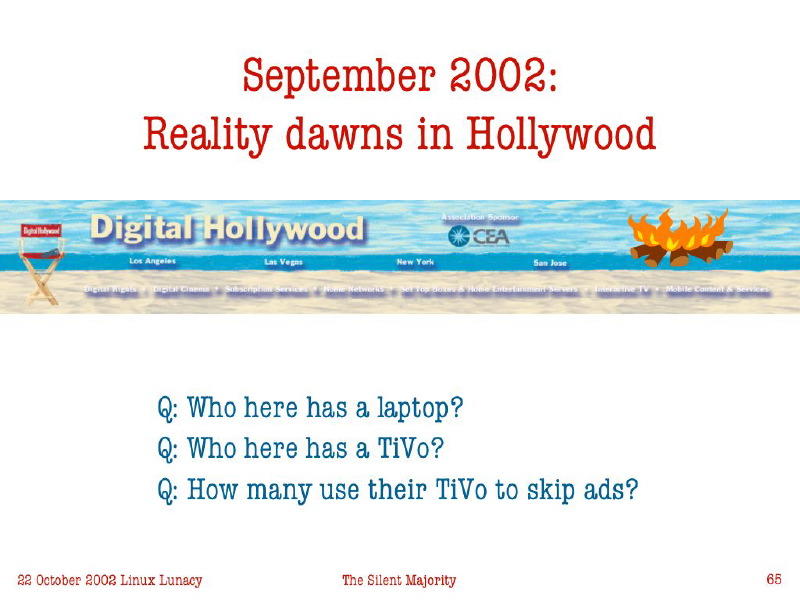 September 2002:
Reality dawns in Hollywood
Digital Hollywood
Digital Hollywood
Association Sponsor
CEA
Los Angeles Las Vegas New York San Jose
Digital Rights • Digital Cinema • Subscription Services • Home Networks • Set Top Boxes & Home Entertainment Servers • Interactive TV • Mobile Content & Services
Q: Who here has a laptop?
Q: Who here has a TiVo?
Q: How many use their TiVo to skip ads?
22 October 2002 Linux Lunacy The Silent Majority 65